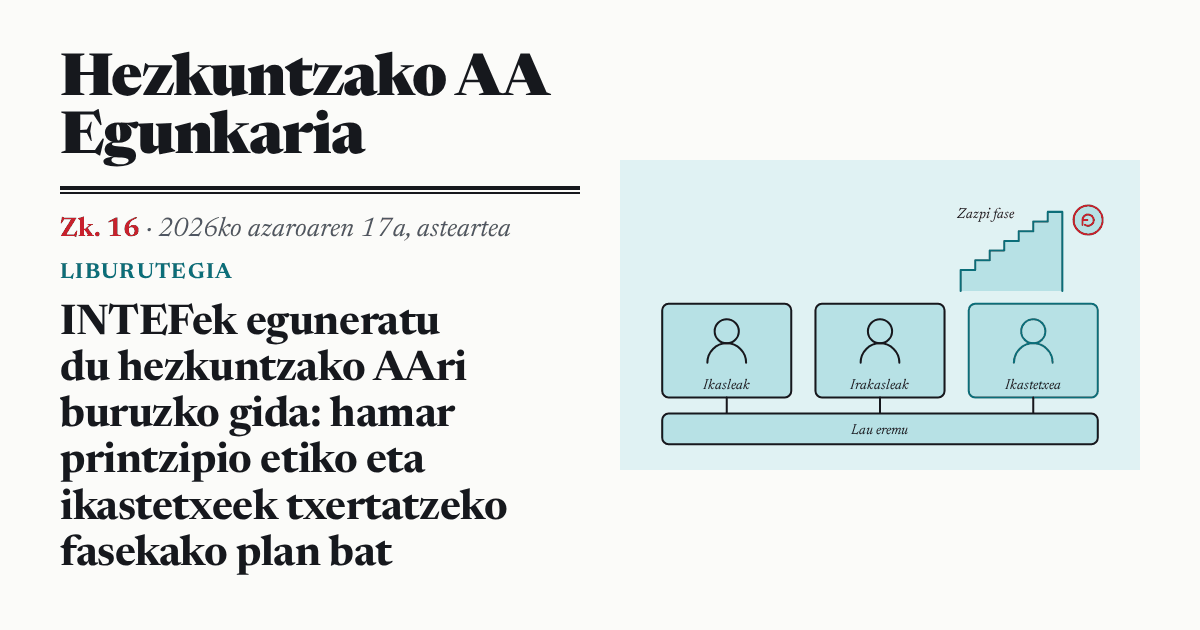 Hezkuntzako AA
Egunkaria
Zk. 16 · 2026ko azaroaren 17a, asteartea
LIBURUTEGIA
INTEFek eguneratu
du hezkuntzako AAri
buruzko gida: hamar
printzipio etiko eta
ikastetxeek txertatzeko
fasekako plan bat
Zazpi fase
Ikasleak
Irakasleak
Ikastetxea
Lau eremu